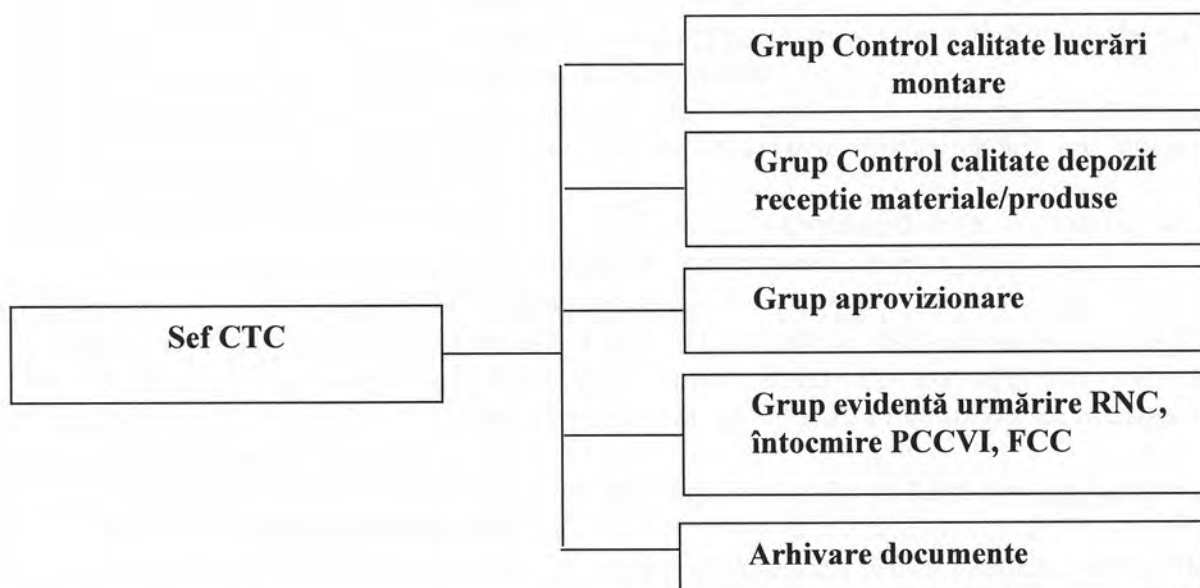 Grup Control calitate lucrări
montare
Grup Control calitate depozit
receptie materiale/produse
Grup aprovizionare
Sef CTC
Grup evidentă urmărire RNC,
întocmire PCCVI, FCC
Arhivare documente